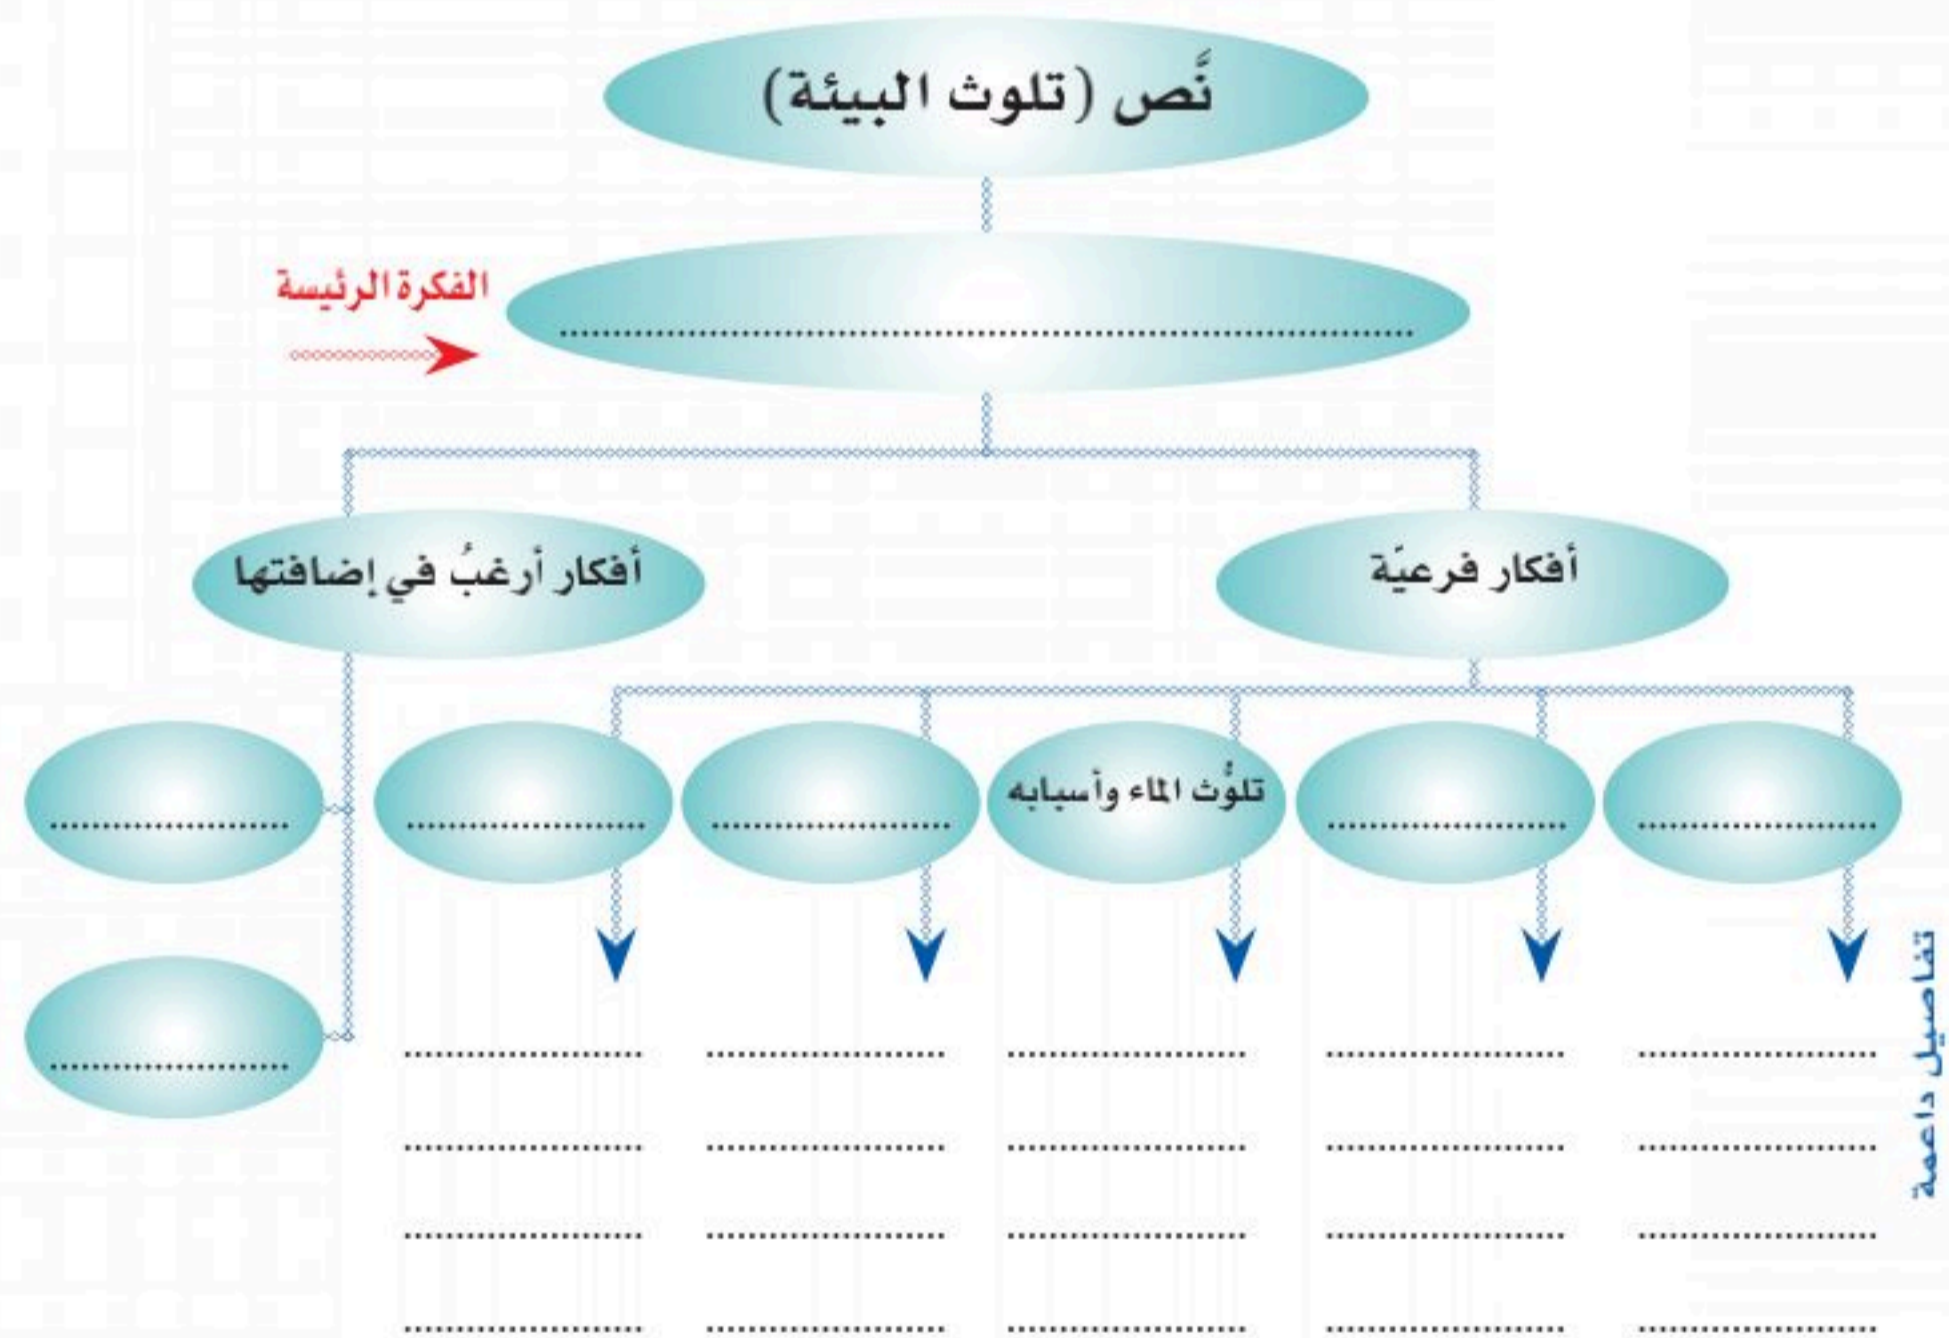 نَّص (تلوث البيئة)
الفكرة الرئيسة
أفكار فرعيّة
أفكار أرغبُ في إضافتها
تلوُّث الماء وأسبابه
تفاصيل داعمة